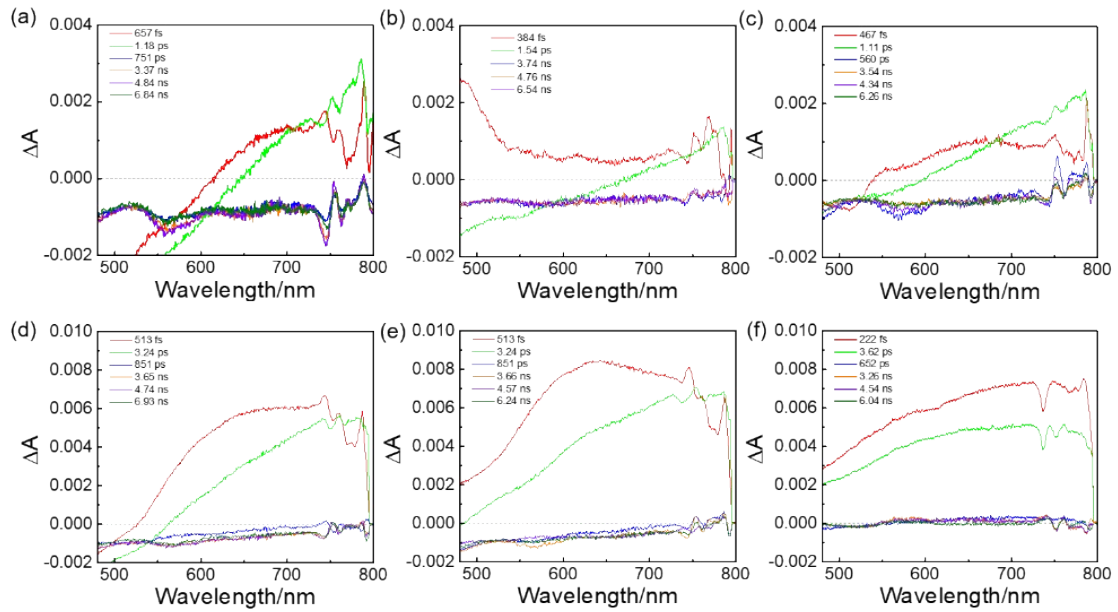 (a)
0.004
0.002
0.000
-0.002
ΔA
657 fs
1.18 ps
751 ps
3.37 ns
4.84 ns
6.84 ns
500
600
700
800
Wavelength/nm
(b)
0.004
0.002
0.000
-0.002
ΔA
384 fs
1.54 ps
3.74 ns
4.76 ns
6.54 ns
500
600
700
800
Wavelength/nm
(c)
0.004
0.002
0.000
-0.002
ΔA
467 fs
1.11 ps
560 ps
3.54 ns
4.34 ns
6.26 ns
500
600
700
800
Wavelength/nm
(d)
0.010
0.008
0.006
0.004
0.002
0.000
-0.002
ΔA
513 fs
3.24 ps
851 ps
3.65 ns
4.74 ns
6.93 ns
500
600
700
800
Wavelength/nm
(e)
0.010
0.008
0.006
0.004
0.002
0.000
-0.002
ΔA
513 fs
3.24 ps
851 ps
3.66 ns
4.57 ns
6.24 ns
500
600
700
800
Wavelength/nm
(f)
0.010
0.008
0.006
0.004
0.002
0.000
-0.002
ΔA
222 fs
3.62 ps
652 ps
3.26 ns
4.54 ns
6.04 ns
500
600
700
800
Wavelength/nm